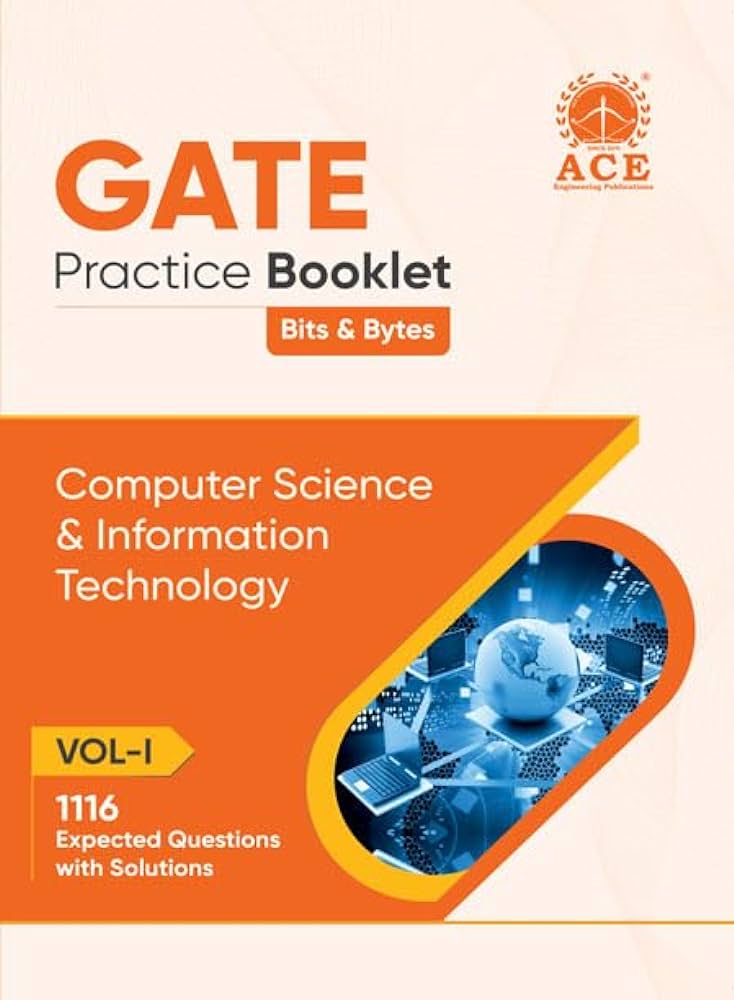 GATE
Practice Booklet
Bits & Bytes
ACE
Engineering Publications
Computer Science
& Information
Technology
VOL-I
1116
Expected Questions
with Solutions